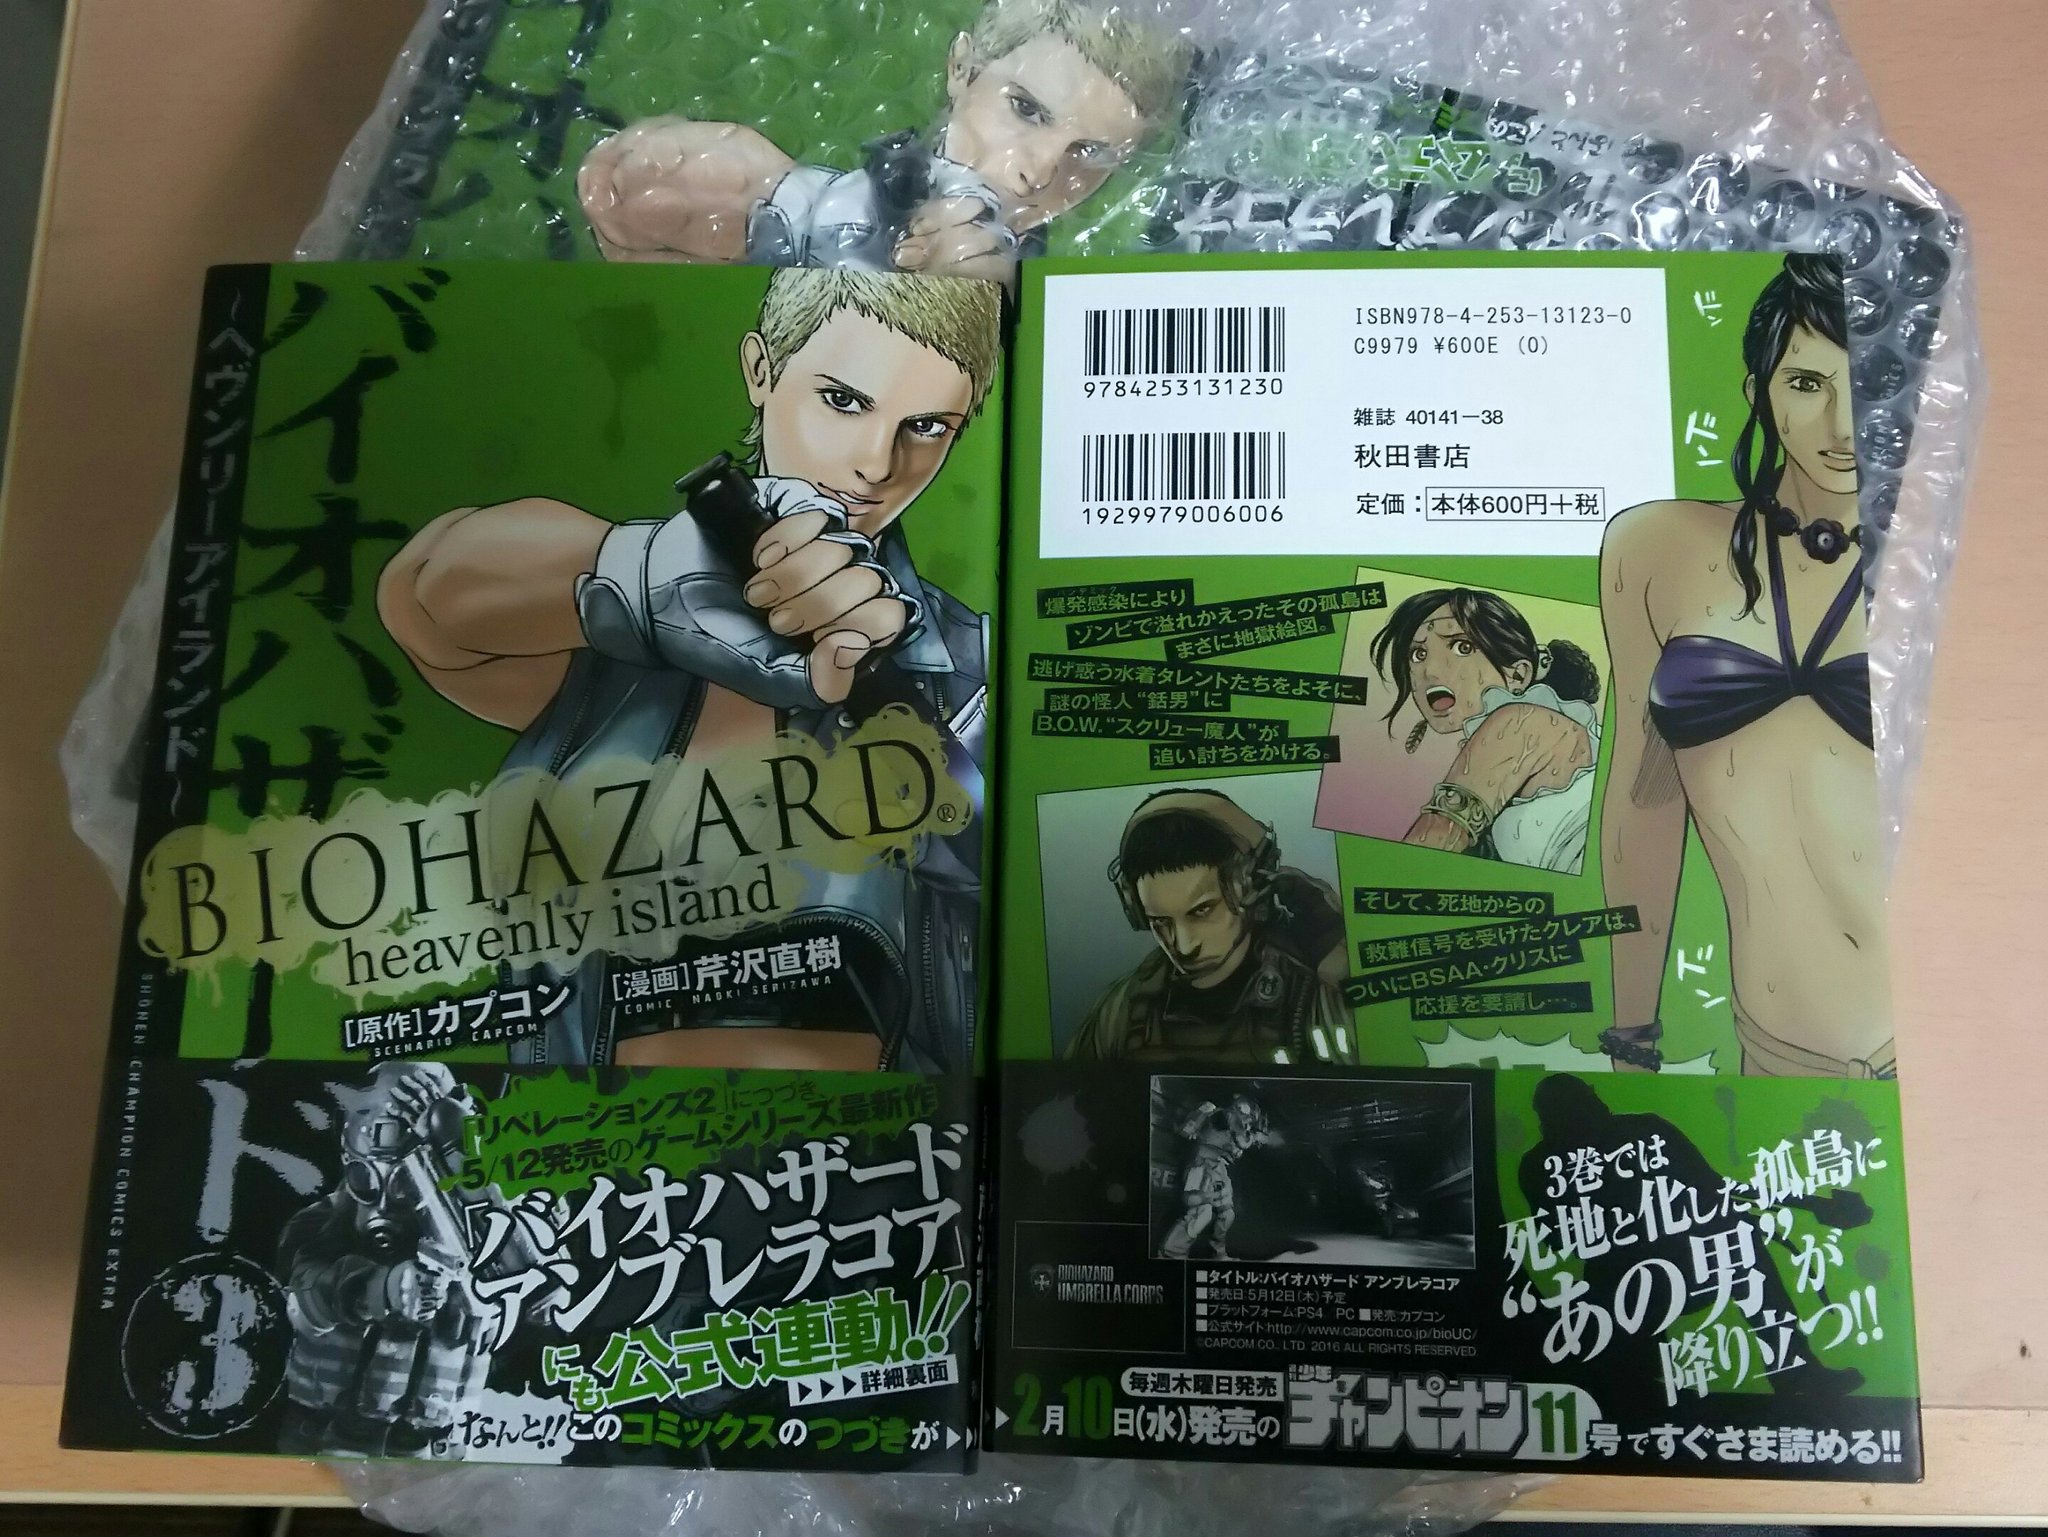 バイオハザード
~ヘヴンリーアイランド~
BIOHAZARD®
heavenly island
[原作]カプコン
SCENARIO CAPCOM
[漫画]芹沢直樹
COMIC NAOKI SERIZAWA
SHONEN CHAMPION COMICS EXTRA
3
「リベレーションズ2」につづき
5/12発売のゲームシリーズ最新作
「バイオハザード
アンブレラコア」
にも公式連動!!
▶▶▶詳細裏面
なんと!!このコミックスのつづきが▶▶
ISBN978-4-253-13123-0
C9979 ¥600E (0)
9784253131230
雑誌 40141-38
秋田書店
1929979006006
定価:本体600円+税
パンデミック
爆発感染により
ゾンビで溢れかえったその孤島は
まさに地獄絵図。
逃げ惑う水着タレントたちをよそに、
謎の怪人“銛男”に
B.O.W.“スクリュー魔人”が
追い討ちをかける。
そして、死地からの
救難信号を受けたクレアは、
ついにBSAA・クリスに
応援を要請し…。
3巻では
死地と化した孤島に
“あの男”が
降り立つ!!
BIOHAZARD
UMBRELLA CORPS
■タイトル:バイオハザード アンブレラコア
■発売日:5月12日(木)予定
■プラットフォーム:PS4 PC ■発売:カプコン
■公式サイト:http://www.capcom.co.jp/bioUC/
©CAPCOM CO., LTD. 2016 ALL RIGHTS RESERVED.
▶▶2月10日(水)発売の
毎週木曜日発売
少年チャンピオン11号ですぐさま読める!!